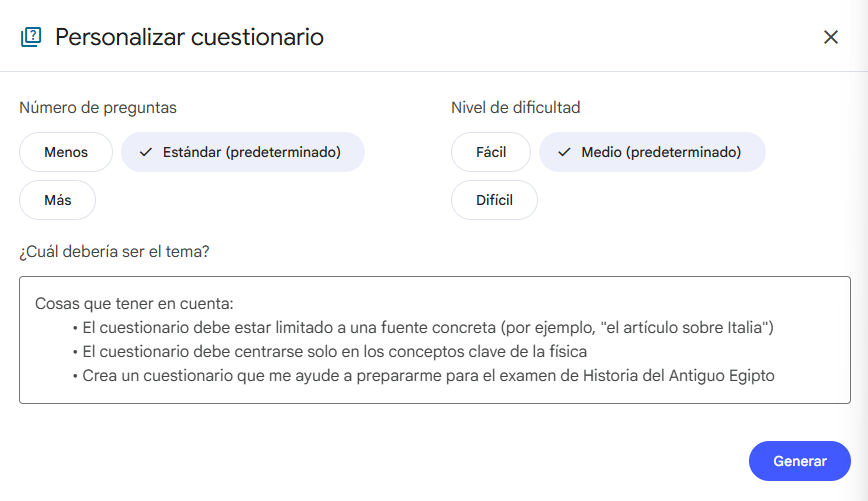 Personalizar cuestionario
Número de preguntas
Nivel de dificultad
Menos
Estándar (predeterminado)
Fácil
Medio (predeterminado)
Más
Difícil
¿Cuál debería ser el tema?
Cosas que tener en cuenta:
• El cuestionario debe estar limitado a una fuente concreta (por ejemplo, "el artículo sobre Italia")
• El cuestionario debe centrarse solo en los conceptos clave de la física
• Crea un cuestionario que me ayude a prepararme para el examen de Historia del Antiguo Egipto
Generar